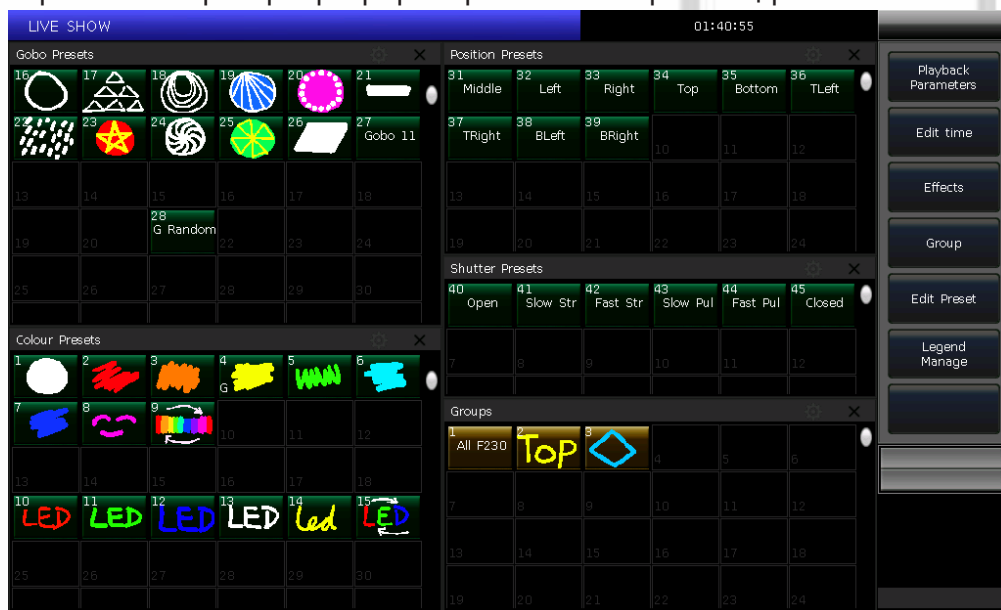 LIVE SHOW
01:40:55
Gobo Presets
16 17 18 19 20 21
22 23 24 25 26 27 Gobo 11
13 14 15 16 17 18
19 20 28 G Random 22 23 24
25 26 27 28 29 30
Colour Presets
1 2 3 4 G 5 6
7 8 9 10 11 12
13 14 15 16 17 18
10 LED 11 LED 12 LED 13 LED 14 Led 15 LED
25 26 27 28 29 30
Position Presets
31 Middle 32 Left 33 Right 34 Top 35 Bottom 36 TLeft
37 TRight 38 BLeft 39 BRight 10 11 12
13 14 15 16 17 18
19 20 21 22 23 24
Shutter Presets
40 Open 41 Slow Str 42 Fast Str 43 Slow Pul 44 Fast Pul 45 Closed
7 8 9 10 11 12
Groups
1 All F230 2 Top 3 4 5 6
7 8 9 10 11 12
13 14 15 16 17 18
19 20 21 22 23 24
Playback
Parameters
Edit time
Effects
Group
Edit Preset
Legend
Manage